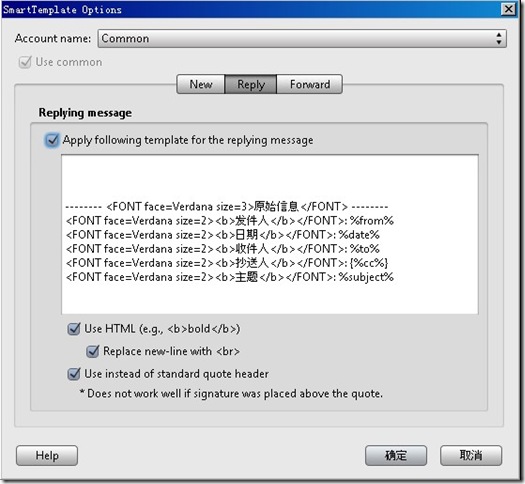 SmartTemplate Options
Account name: Common
Use common
New Reply Forward
Replying message
Apply following template for the replying message
-------- <FONT face=Verdana size=3>原始信息</FONT> --------
<FONT face=Verdana size=2><b>发件人</b></FONT>: %from%
<FONT face=Verdana size=2><b>日期</b></FONT>: %date%
<FONT face=Verdana size=2><b>收件人</b></FONT>: %to%
<FONT face=Verdana size=2><b>抄送人</b></FONT>: {%cc%}
<FONT face=Verdana size=2><b>主题</b></FONT>: %subject%
Use HTML (e.g., <b>bold</b>)
Replace new-line with <br>
Use instead of standard quote header
* Does not work well if signature was placed above the quote.
Help 确定 取消